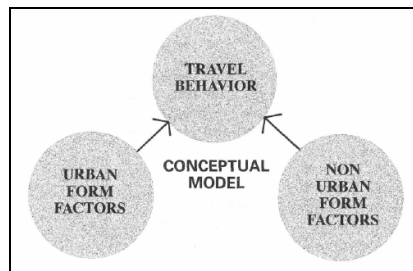 TRAVEL
BEHAVIOR
CONCEPTUAL
MODEL
URBAN
FORM
FACTORS
NON
URBAN
FORM
FACTORS